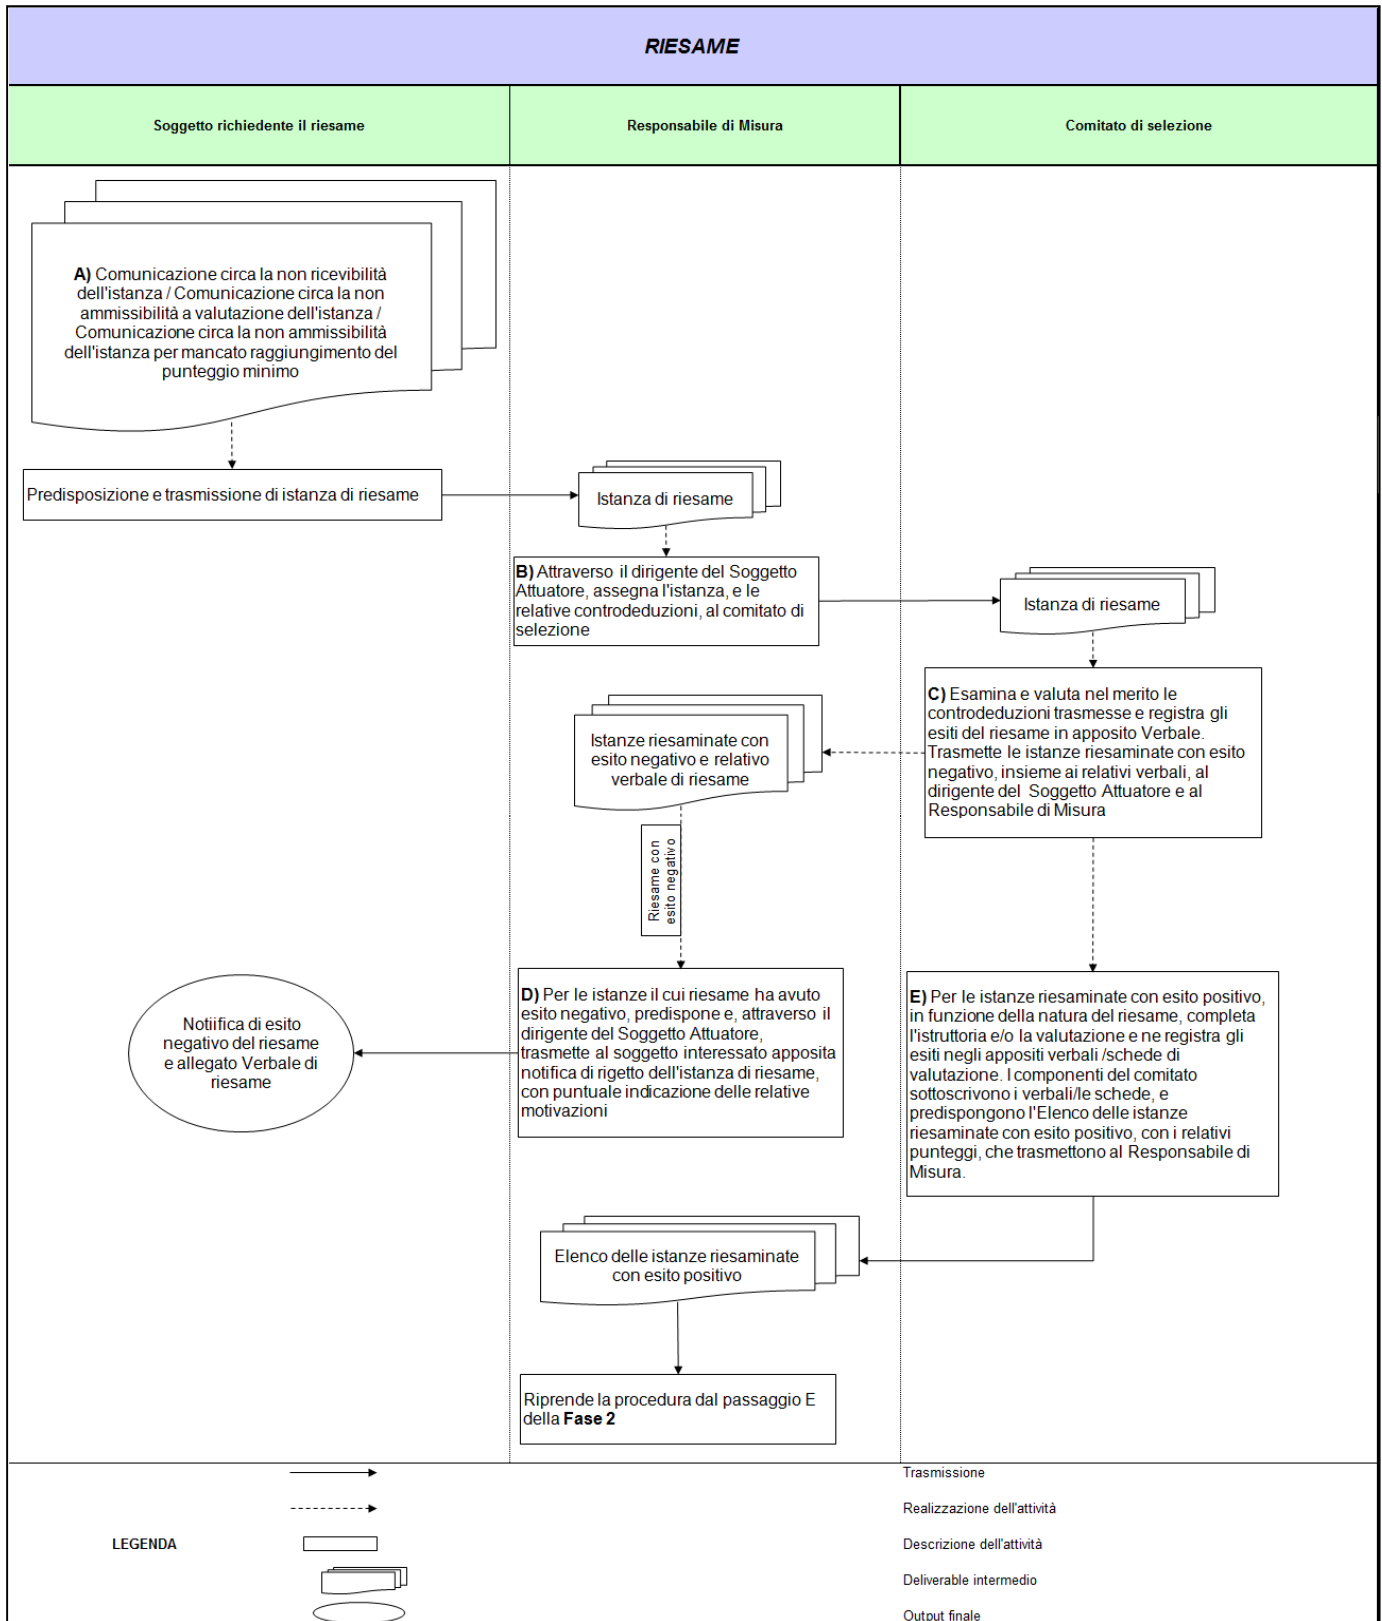 RIESAME
Soggetto richiedente il riesame
Responsabile di Misura
Comitato di selezione
A) Comunicazione circa la non ricevibilità
dell'istanza / Comunicazione circa la non
ammissibilità a valutazione dell'istanza /
Comunicazione circa la non ammissibilità
dell'istanza per mancato raggiungimento del
punteggio minimo
Predisposizione e trasmissione di istanza di riesame
Istanza di riesame
B) Attraverso il dirigente del Soggetto
Attuatore, assegna l'istanza, e le
relative controdeduzioni, al comitato di
selezione
Istanza di riesame
C) Esamina e valuta nel merito le
controdeduzioni trasmesse e registra gli
esiti del riesame in apposito Verbale.
Trasmette le istanze riesaminate con esito
negativo, insieme ai relativi verbali, al
dirigente del Soggetto Attuatore e al
Responsabile di Misura
Istanze riesaminate con
esito negativo e relativo
verbale di riesame
Riesame con
esito negativo
D) Per le istanze il cui riesame ha avuto
esito negativo, predispone e, attraverso il
dirigente del Soggetto Attuatore,
trasmette al soggetto interessato apposita
notifica di rigetto dell'istanza di riesame,
con puntuale indicazione delle relative
motivazioni
Notiifica di esito
negativo del riesame
e allegato Verbale di
riesame
E) Per le istanze riesaminate con esito positivo,
in funzione della natura del riesame, completa
l'istruttoria e/o la valutazione e ne registra gli
esiti negli appositi verbali /schede di
valutazione. I componenti del comitato
sottoscrivono i verbali/le schede, e
predispongono l'Elenco delle istanze
riesaminate con esito positivo, con i relativi
punteggi, che trasmettono al Responsabile di
Misura.
Elenco delle istanze riesaminate
con esito positivo
Riprende la procedura dal passaggio E
della Fase 2
LEGENDA
Trasmissione
Realizzazione dell'attività
Descrizione dell'attività
Deliverable intermedio
Output finale